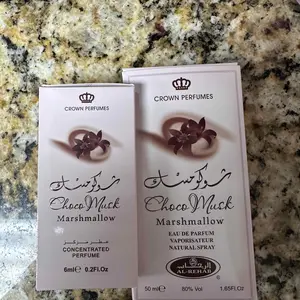 CROWN PERFUMES
شوكو مسك
Choco Musk
Marshmallow
عطر مركز
CONCENTRATED
PERFUME
6ml ℮ 0.2Fl.Oz
CROWN PERFUMES
شوكو مسك
Choco Musk
Marshmallow
EAU DE PARFUM
VAPORISATEUR
NATURAL SPRAY
الرحاب
AL-REHAB
50 ml ℮ 80% Vol 1.65Fl.Oz